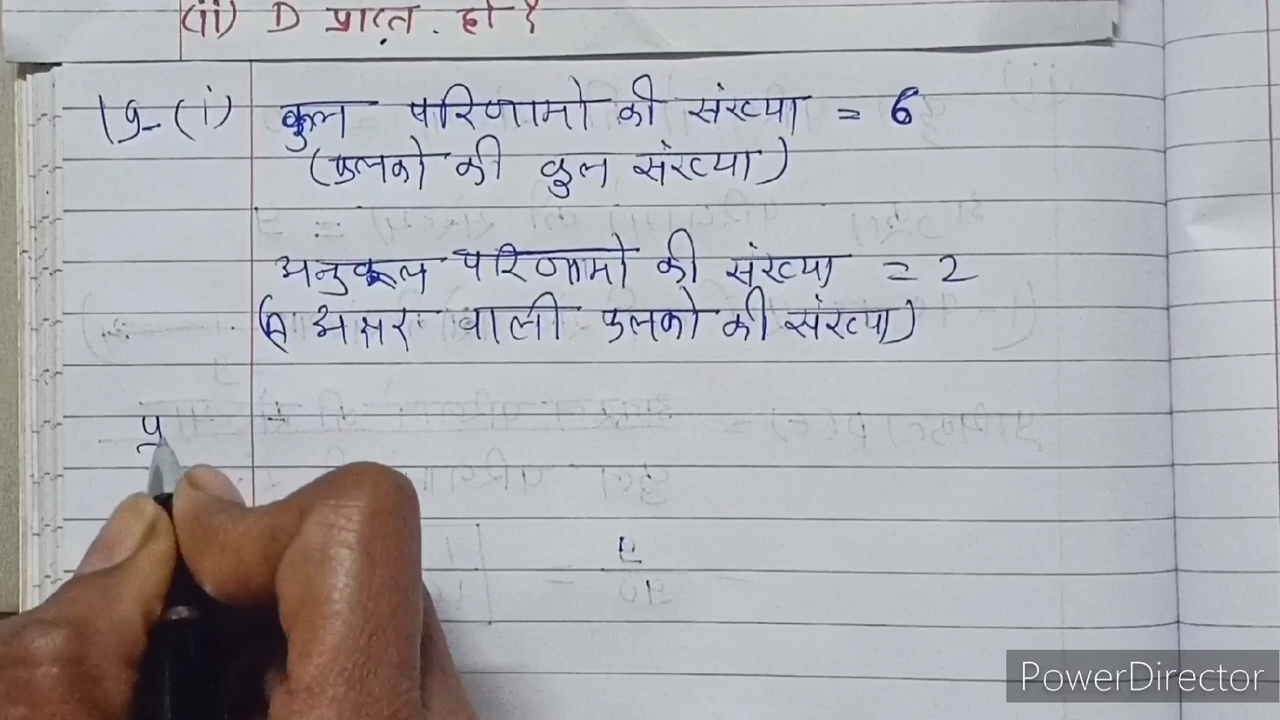 (ii) D प्राप्त . हो ?
19-(i) कुल परिणामो की संख्या = 6
(फलको की कुल संख्या)
अनुकूल परिणामो की संख्या = 2
अक्षर वाली फलको की संख्या)
PowerDirector